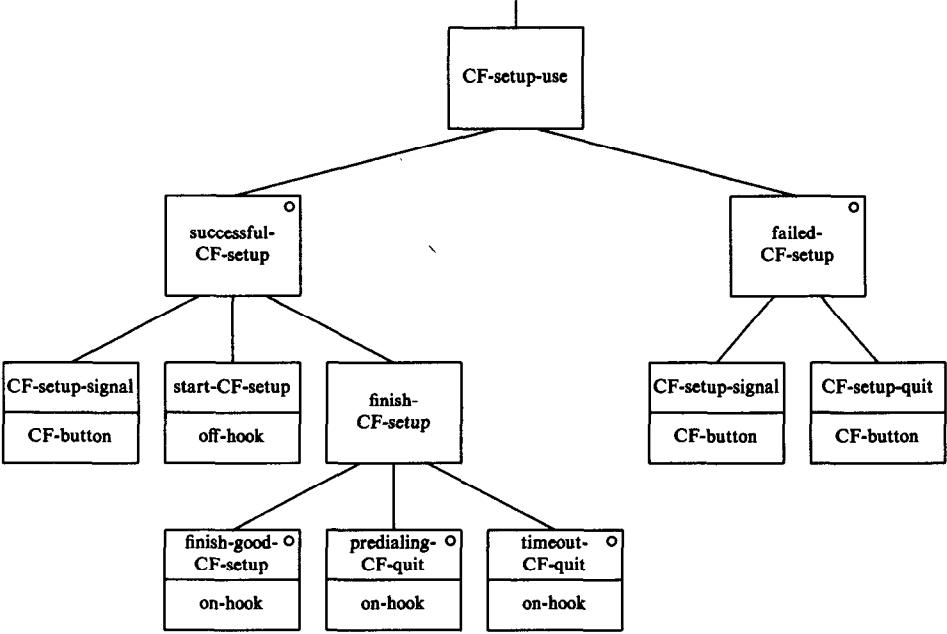 CF-setup-use
successful-
CF-setup
failed-
CF-setup
CF-setup-signal
CF-button
start-CF-setup
off-hook
finish-
CF-setup
CF-setup-signal
CF-button
CF-setup-quit
CF-button
finish-good-
CF-setup
on-hook
predialing-
CF-quit
on-hook
timeout-
CF-quit
on-hook